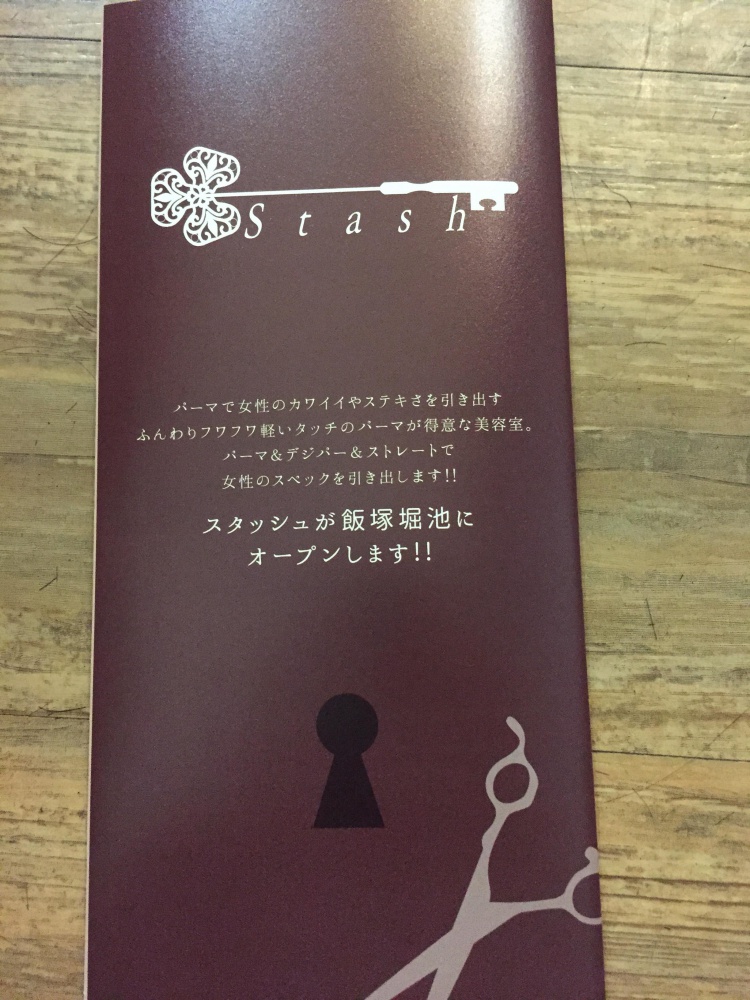 Stash
パーマで女性のカワイイやステキさを引き出す
ふんわりフワフワ軽いタッチのパーマが得意な美容室。
パーマ&デジパー&ストレートで
女性のスペックを引き出します!!
スタッシュが飯塚堀池に
オープンします!!